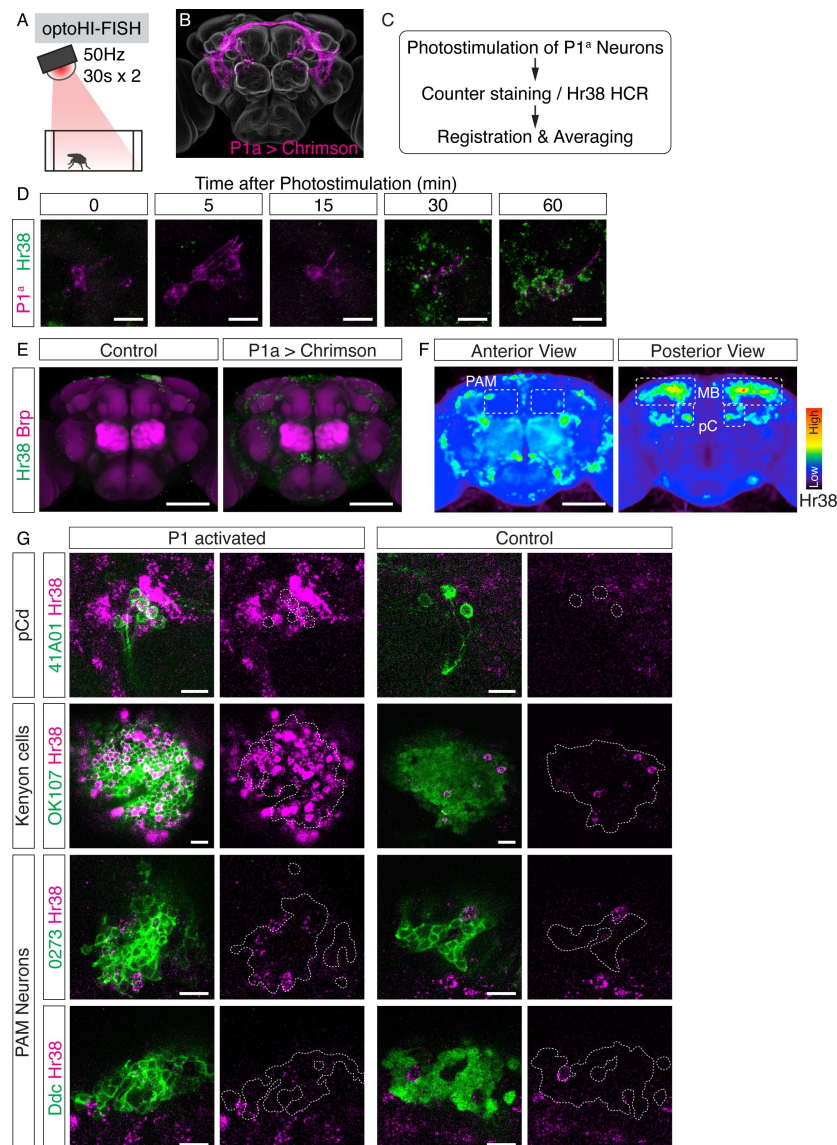 A
optoHI-FISH
50Hz
30s x 2
B
P1a > Chrimson
C
Photostimulation of P1ᵃ Neurons
Counter staining / Hr38 HCR
Registration & Averaging
D
Time after Photostimulation (min)
0 5 15 30 60
P1ᵃ Hr38
E
Control P1a > Chrimson
Hr38 Brp
F
Anterior View Posterior View
PAM
MB
pC
High
Low
Hr38
G
P1 activated Control
pCd
41A01 Hr38
Kenyon cells
OK107 Hr38
PAM Neurons
0273 Hr38
Ddc Hr38